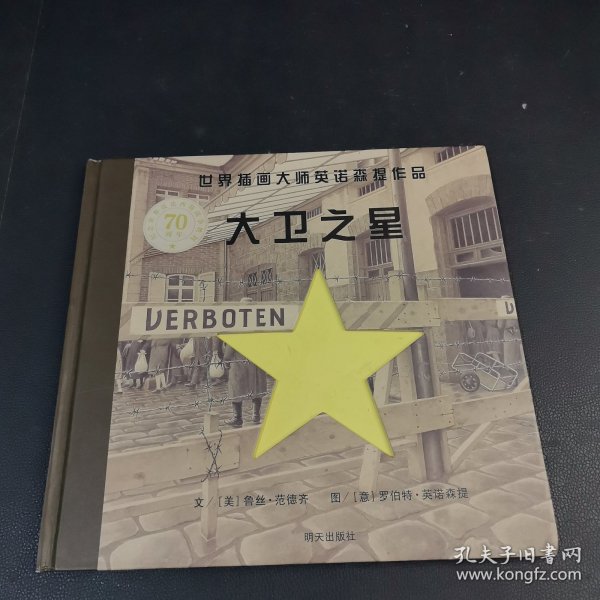 世界插画大师英诺森提作品
70
周年
大卫之星
VERBOTEN
文/[美]鲁丝·范德齐 图/[意]罗伯特·英诺森提
明天出版社
孔夫子旧书网
www.kongfz.com